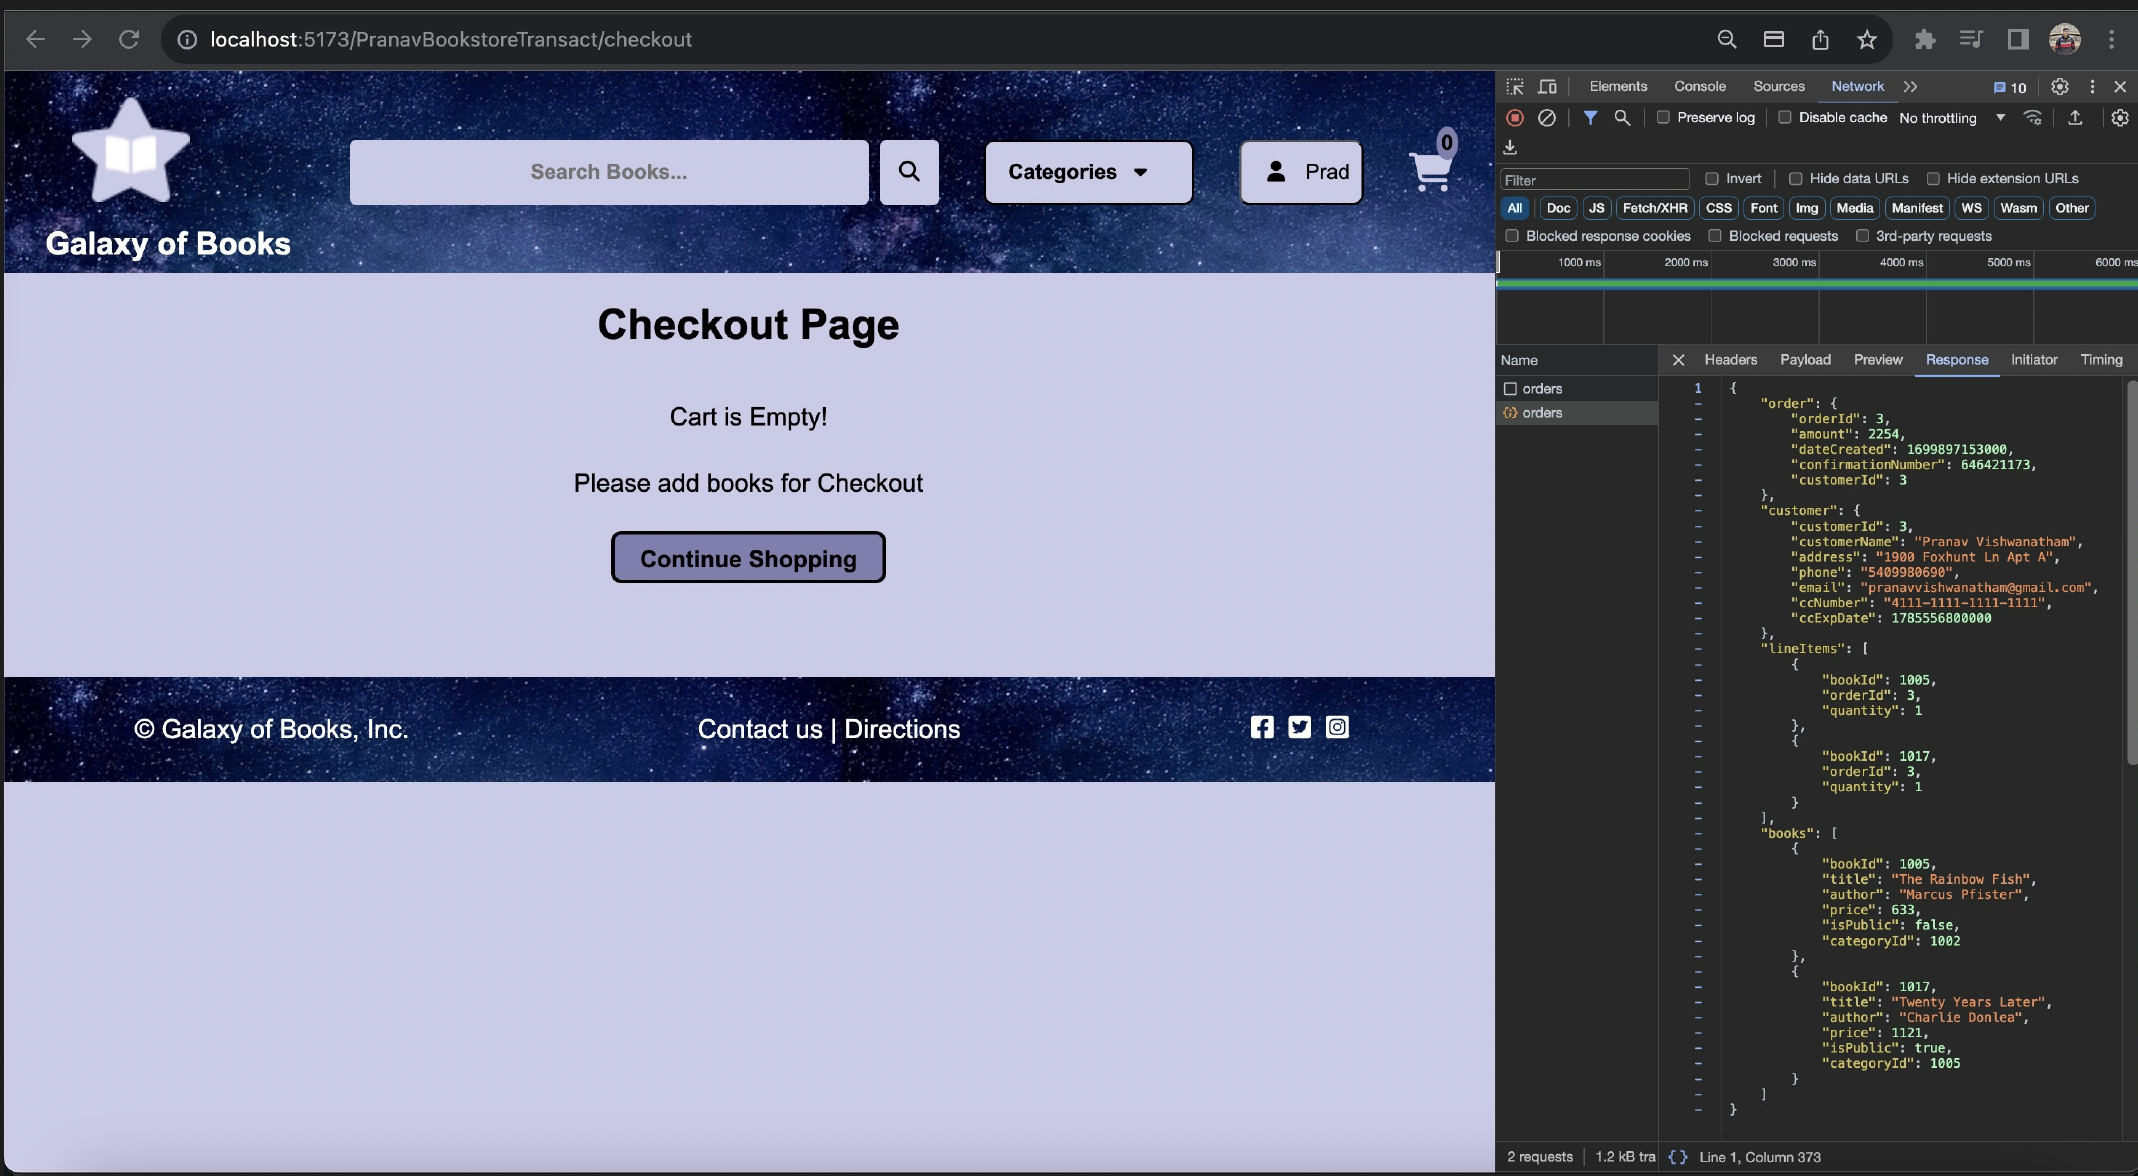 localhost:5173/PranavBookstoreTransact/checkout
Search Books...
Categories
Prad
0
Galaxy of Books
Checkout Page
Cart is Empty!
Please add books for Checkout
Continue Shopping
© Galaxy of Books, Inc.
Contact us | Directions
Elements Console Sources Network 10
Preserve log Disable cache No throttling
Filter Invert Hide data URLs Hide extension URLs
All Doc JS Fetch/XHR CSS Font Img Media Manifest WS Wasm Other
Blocked response cookies Blocked requests 3rd-party requests
1000 ms 2000 ms 3000 ms 4000 ms 5000 ms 6000 ms
Name
orders
orders
Headers Payload Preview Response Initiator Timing
1 {
- "order": {
- "orderId": 3,
- "amount": 2254,
- "dateCreated": 1699897153000,
- "confirmationNumber": 646421173,
- "customerId": 3
- },
- "customer": {
- "customerId": 3,
- "customerName": "Pranav Vishwanatham",
- "address": "1900 Foxhunt Ln Apt A",
- "phone": "5409980690",
- "email": "pranavvishwanatham@gmail.com",
- "ccNumber": "4111-1111-1111-1111",
- "ccExpDate": 1785556800000
- },
- "lineItems": [
- {
- "bookId": 1005,
- "orderId": 3,
- "quantity": 1
- },
- {
- "bookId": 1017,
- "orderId": 3,
- "quantity": 1
- }
- ],
- "books": [
- {
- "bookId": 1005,
- "title": "The Rainbow Fish",
- "author": "Marcus Pfister",
- "price": 633,
- "isPublic": false,
- "categoryId": 1002
- },
- {
- "bookId": 1017,
- "title": "Twenty Years Later",
- "author": "Charlie Donlea",
- "price": 1121,
- "isPublic": true,
- "categoryId": 1005
- }
- ]
- }
2 requests 1.2 kB tra {} Line 1, Column 373